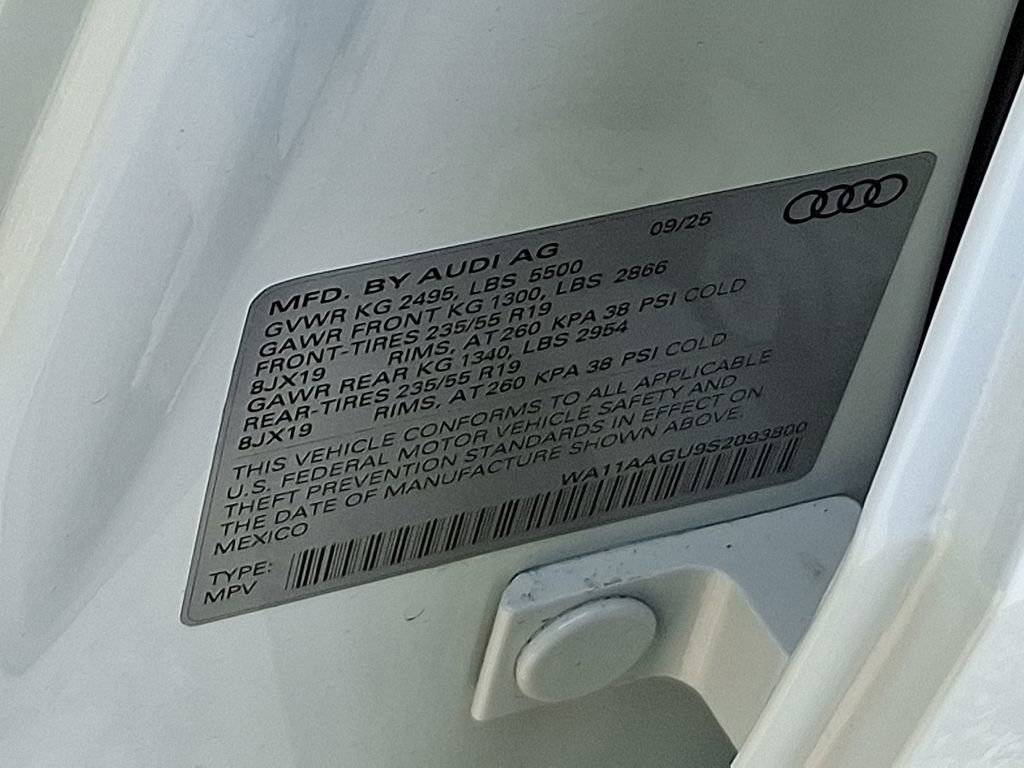 MFD. BY AUDI AG 09/25
GVWR KG 2495, LBS 5500
GAWR FRONT KG 1300, LBS 2866
FRONT-TIRES 235/55 R19
8JX19 RIMS, AT 260 KPA 38 PSI COLD
GAWR REAR KG 1340, LBS 2954
REAR-TIRES 235/55 R19
8JX19 RIMS, AT 260 KPA 38 PSI COLD
THIS VEHICLE CONFORMS TO ALL APPLICABLE
U.S. FEDERAL MOTOR VEHICLE SAFETY AND
THEFT PREVENTION STANDARDS IN EFFECT ON
THE DATE OF MANUFACTURE SHOWN ABOVE.
MEXICO WA11AAGU9S2093800
TYPE:
MPV